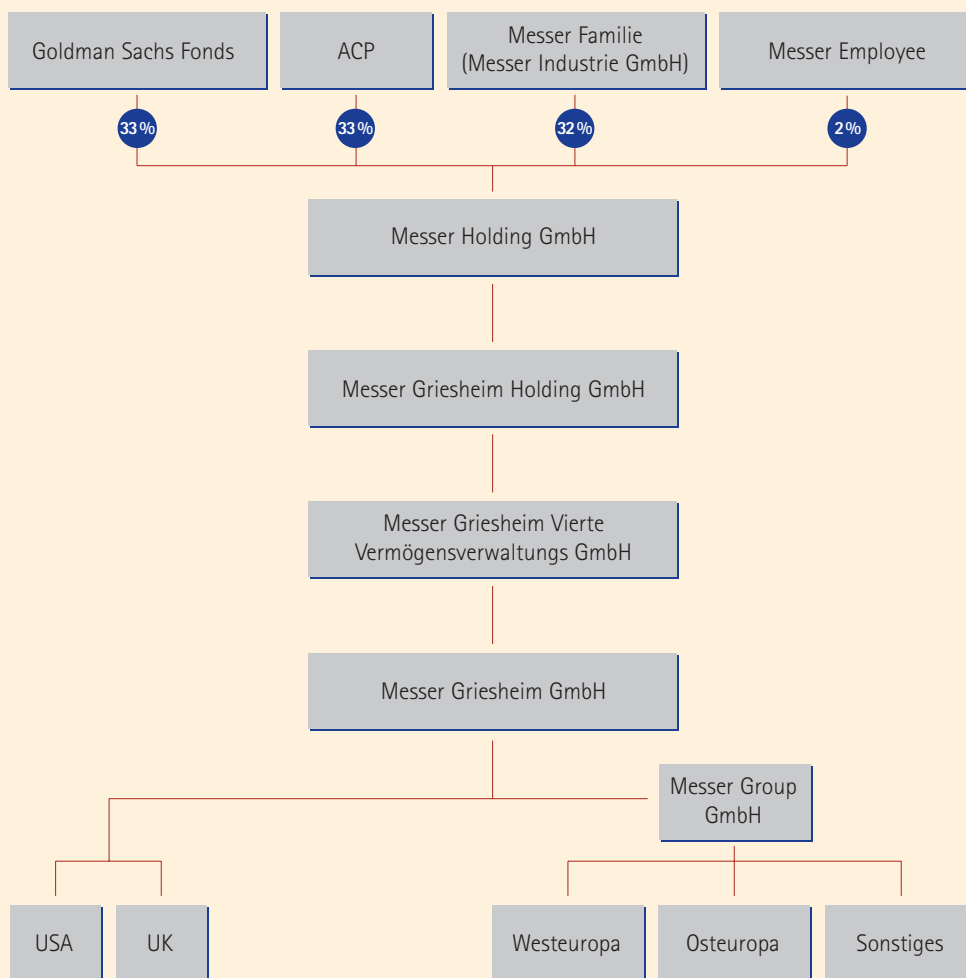 Goldman Sachs Fonds
ACP
Messer Familie
(Messer Industrie GmbH)
Messer Employee
33 %
33 %
32 %
2 %
Messer Holding GmbH
Messer Griesheim Holding GmbH
Messer Griesheim Vierte
Vermögensverwaltungs GmbH
Messer Griesheim GmbH
Messer Group
GmbH
USA
UK
Westeuropa
Osteuropa
Sonstiges